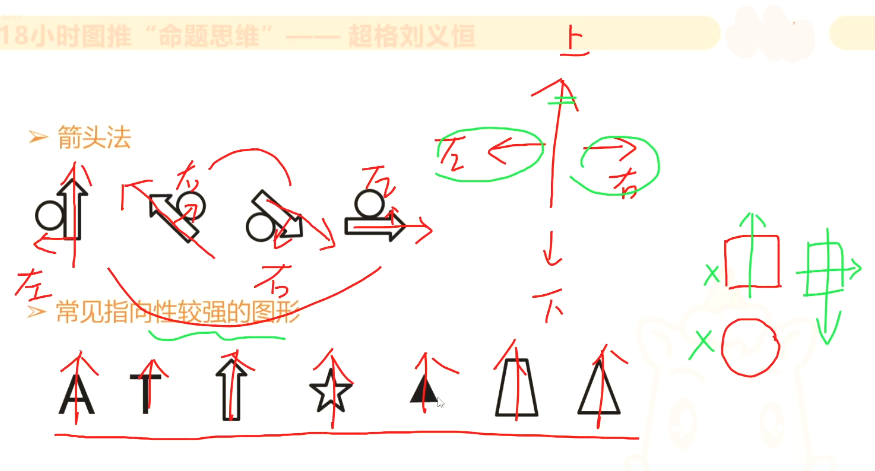 18小时图推“命题思维”—— 超格刘义恒
上
➢ 箭头法
左 右
右 左
左 右
下
➢ 常见指向性较强的图形
A T